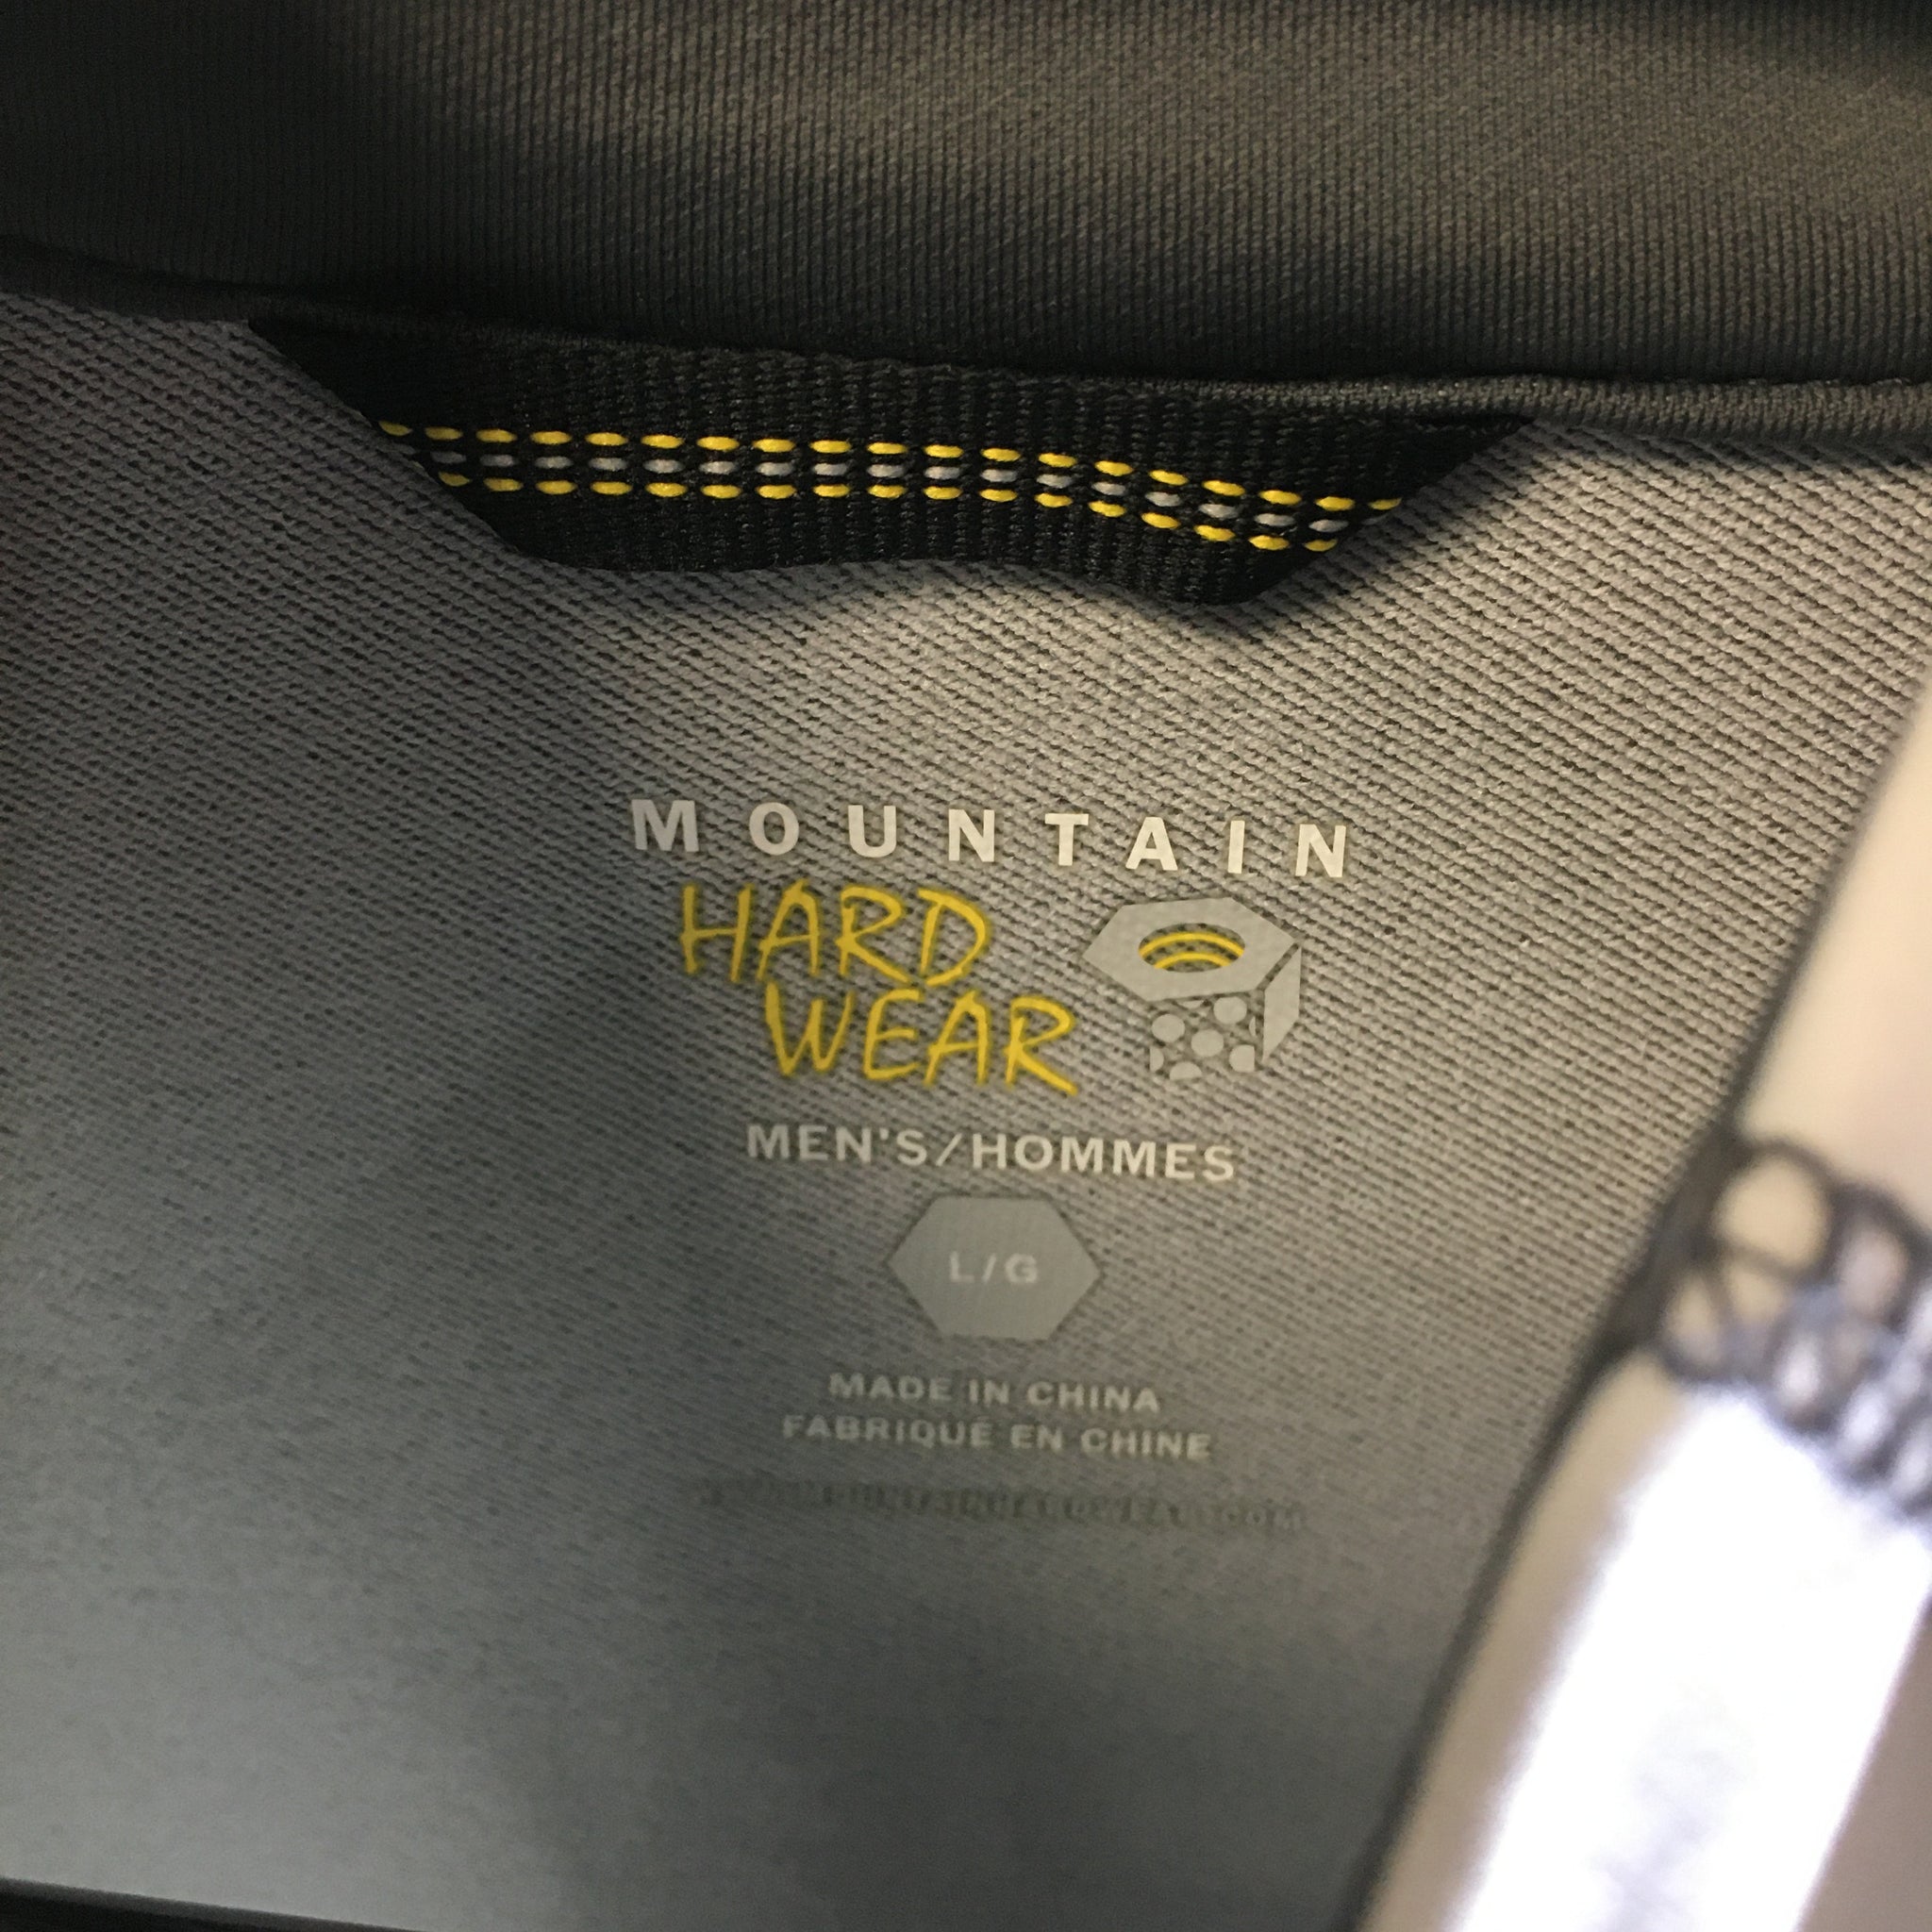 MOUNTAIN
HARD
WEAR
MEN'S/HOMMES
L/G
MADE IN CHINA
FABRIQUÉ EN CHINE